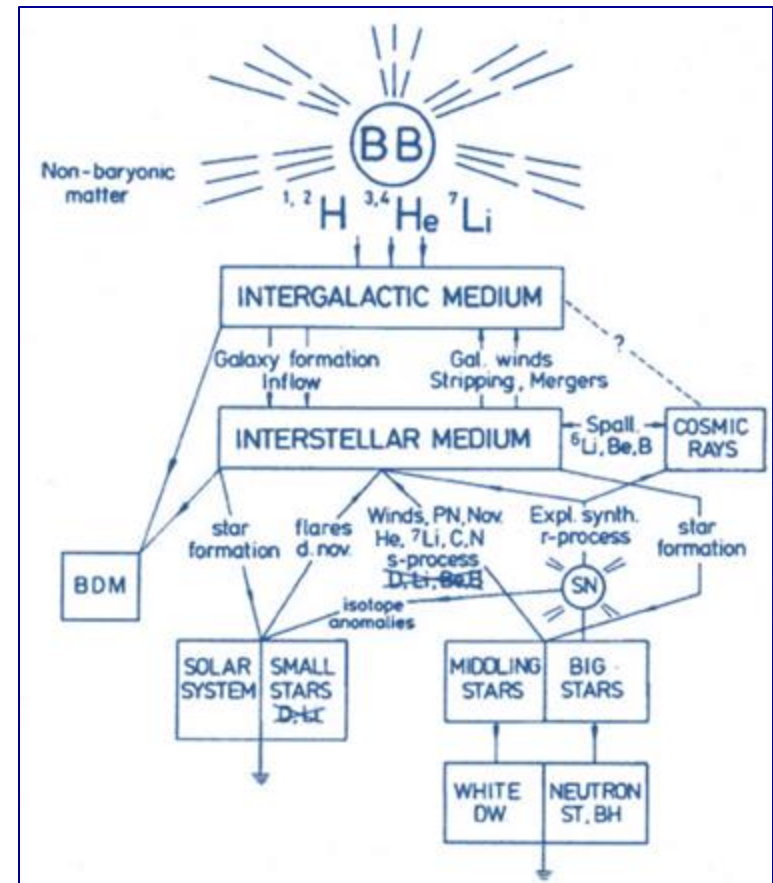 BB
Non-baryonic
matter
1, 2 H 3,4 He 7 Li
INTERGALACTIC MEDIUM
?
Galaxy formation
Inflow
Gal. winds
Stripping, Mergers
INTERSTELLAR MEDIUM
Spall.
6Li, Be, B
COSMIC
RAYS
star
formation
flares
d. nov.
Winds, PN, Nov.
He, 7Li, C, N
s-process
D, Li, Be, B
Expl. synth.
r-process
star
formation
BDM
SN
isotope
anomalies
SOLAR
SYSTEM
SMALL
STARS
D, Li
MIDDLING
STARS
BIG
STARS
WHITE
DW
NEUTRON
ST, BH